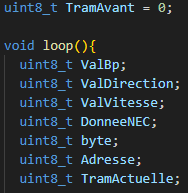 uint8_t TramAvant = 0;

void loop(){
  uint8_t ValBp;
  uint8_t ValDirection;
  uint8_t ValVitesse;
  uint8_t DonneeNEC;
  uint8_t byte;
  uint8_t Adresse;
  uint8_t TramActuelle;